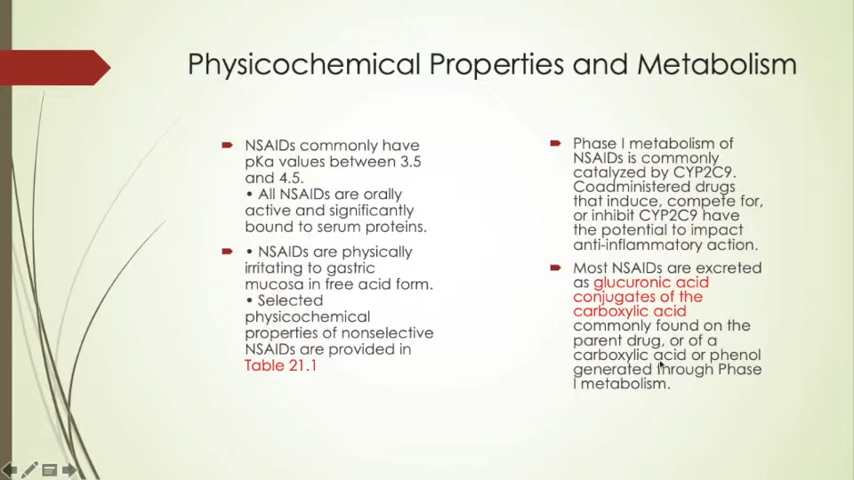 Physicochemical Properties and Metabolism
NSAIDs commonly have
pKa values between 3.5
and 4.5.
• All NSAIDs are orally
active and significantly
bound to serum proteins.
• NSAIDs are physically
irritating to gastric
mucosa in free acid form.
• Selected
physicochemical
properties of nonselective
NSAIDs are provided in
Table 21.1
Phase I metabolism of
NSAIDs is commonly
catalyzed by CYP2C9.
Coadministered drugs
that induce, compete for,
or inhibit CYP2C9 have
the potential to impact
anti-inflammatory action.
Most NSAIDs are excreted
as glucuronic acid
conjugates of the
carboxylic acid
commonly found on the
parent drug, or of a
carboxylic acid or phenol
generated through Phase
I metabolism.